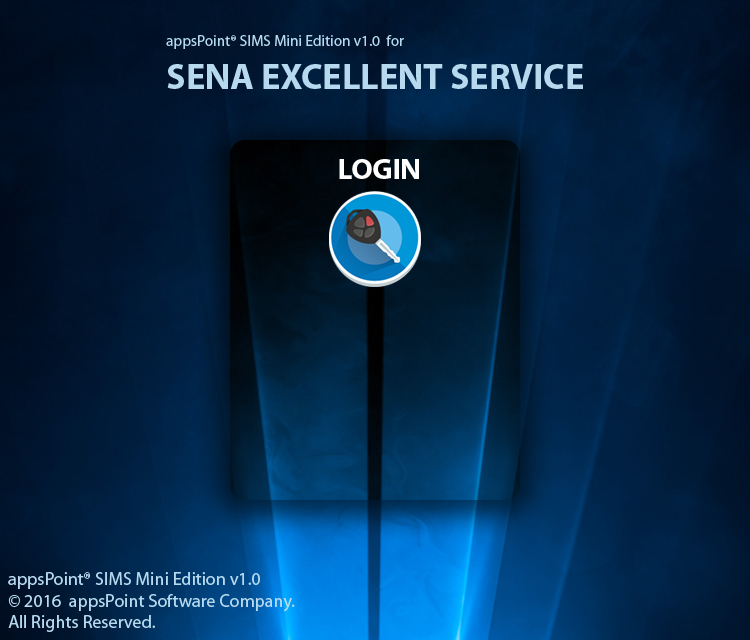 appsPoint® SIMS Mini Edition v1.0 for
SENA EXCELLENT SERVICE
LOGIN
appsPoint® SIMS Mini Edition v1.0
© 2016 appsPoint Software Company.
All Rights Reserved.